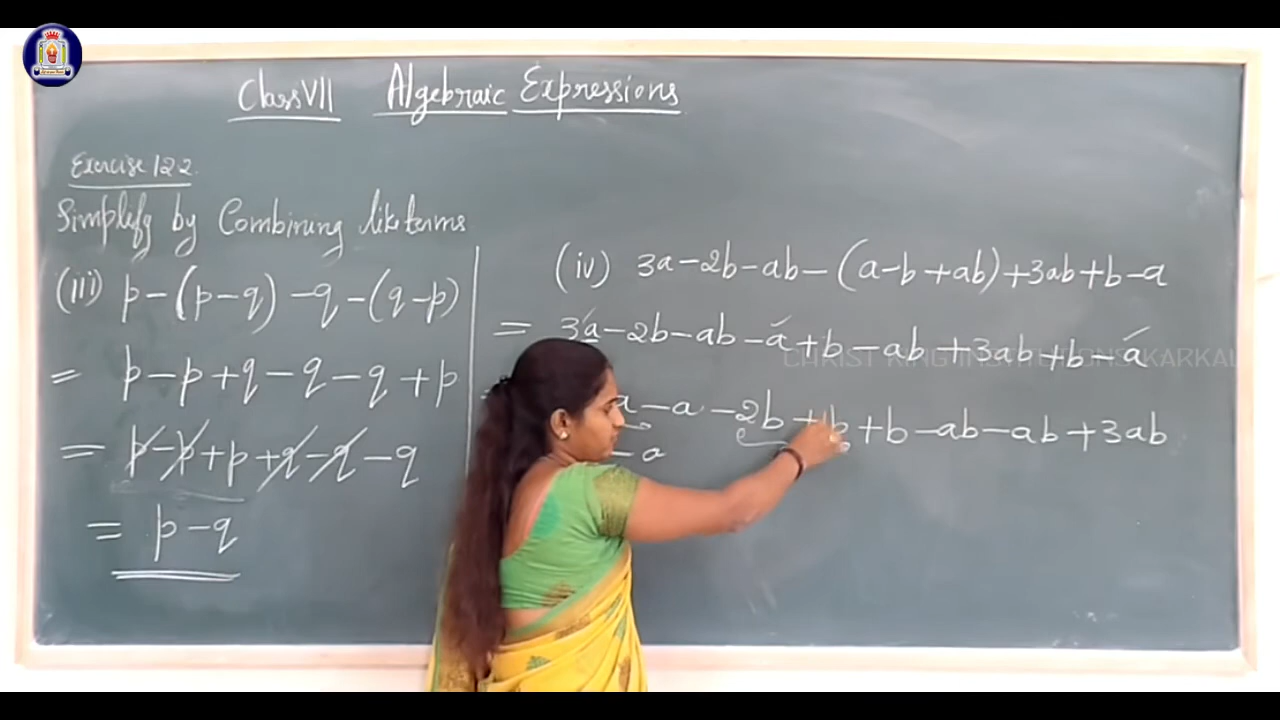 Class VII Algebraic Expressions
Exercise 12.2.
Simplify by Combining like terms
(iii) p-(p-q)-q-(q-p)
= p-p+q-q-q+p
= p-p+p+q-q-q
= p-q
(iv) 3a-2b-ab-(a-b+ab)+3ab+b-a
= 3a-2b-ab-a+b-ab+3ab+b-a
a-a-2b+b+b-ab-ab+3ab
-a
CHRIST KING INSTITUTIONS KARKAL